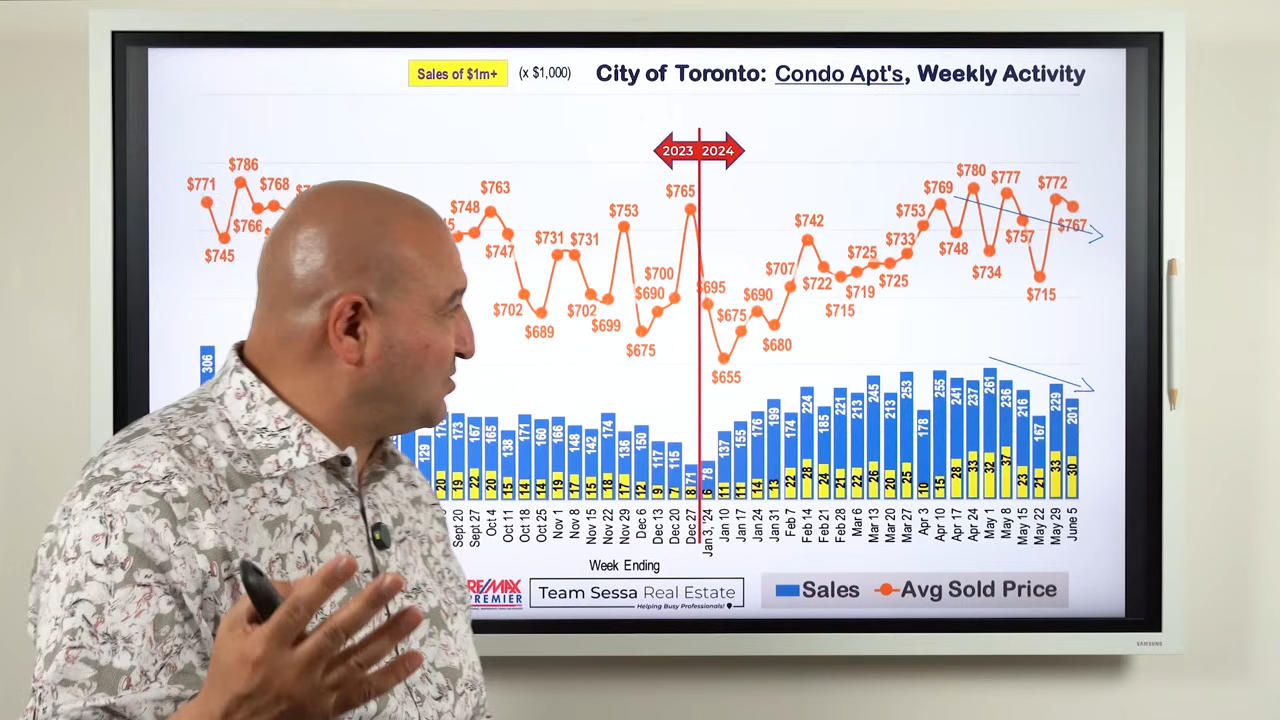 Sales of $1m+ (x $1,000) City of Toronto: Condo Apt's, Weekly Activity
2023 2024
$771 $745 $786 $766 $768
$748 $763 $747 $702 $689 $731 $731 $702 $699 $753 $675 $690 $700 $765
$695 $655 $675 $690 $680 $707 $742 $722 $715 $719 $725 $725 $733 $753 $769 $748 $780 $734 $777 $757 $715 $772 $767
306
129 173 167 165 138 171 160 166 148 142 174 136 150 117 115 71 78 137 155 176 199 174 224 185 221 213 245 213 253 178 255 241 237 261 236 216 167 229 201
20 19 22 20 15 14 14 19 17 15 18 17 12 9 7 8 6 11 11 14 13 22 28 24 21 22 26 20 25 10 15 28 33 32 37 23 21 33 30
Sept 20 Sept 27 Oct 4 Oct 11 Oct 18 Oct 25 Nov 1 Nov 8 Nov 15 Nov 22 Nov 29 Dec 6 Dec 13 Dec 20 Dec 27 Jan 3, '24 Jan 10 Jan 17 Jan 24 Jan 31 Feb 7 Feb 14 Feb 21 Feb 28 Mar 6 Mar 13 Mar 20 Mar 27 Apr 3 Apr 10 Apr 17 Apr 24 May 1 May 8 May 15 May 22 May 29 June 5
Week Ending
RE/MAX
PREMIER
Team Sessa Real Estate
Helping Busy Professionals!
Sales Avg Sold Price
SAMSUNG